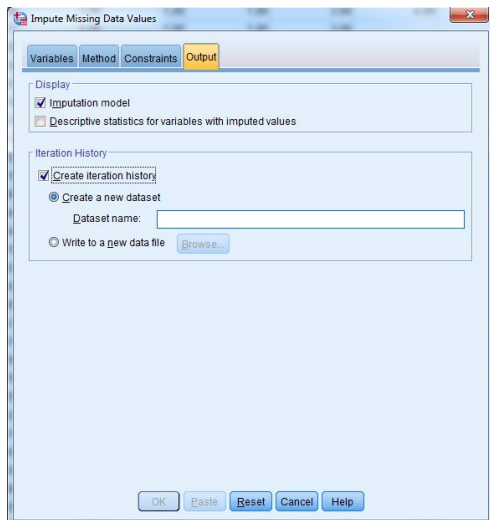 Impute Missing Data Values
Variables Method Constraints Output
Display
Imputation model
Descriptive statistics for variables with imputed values
Iteration History
Create iteration history
Create a new dataset
Dataset name:
Write to a new data file Browse...
OK Paste Reset Cancel Help